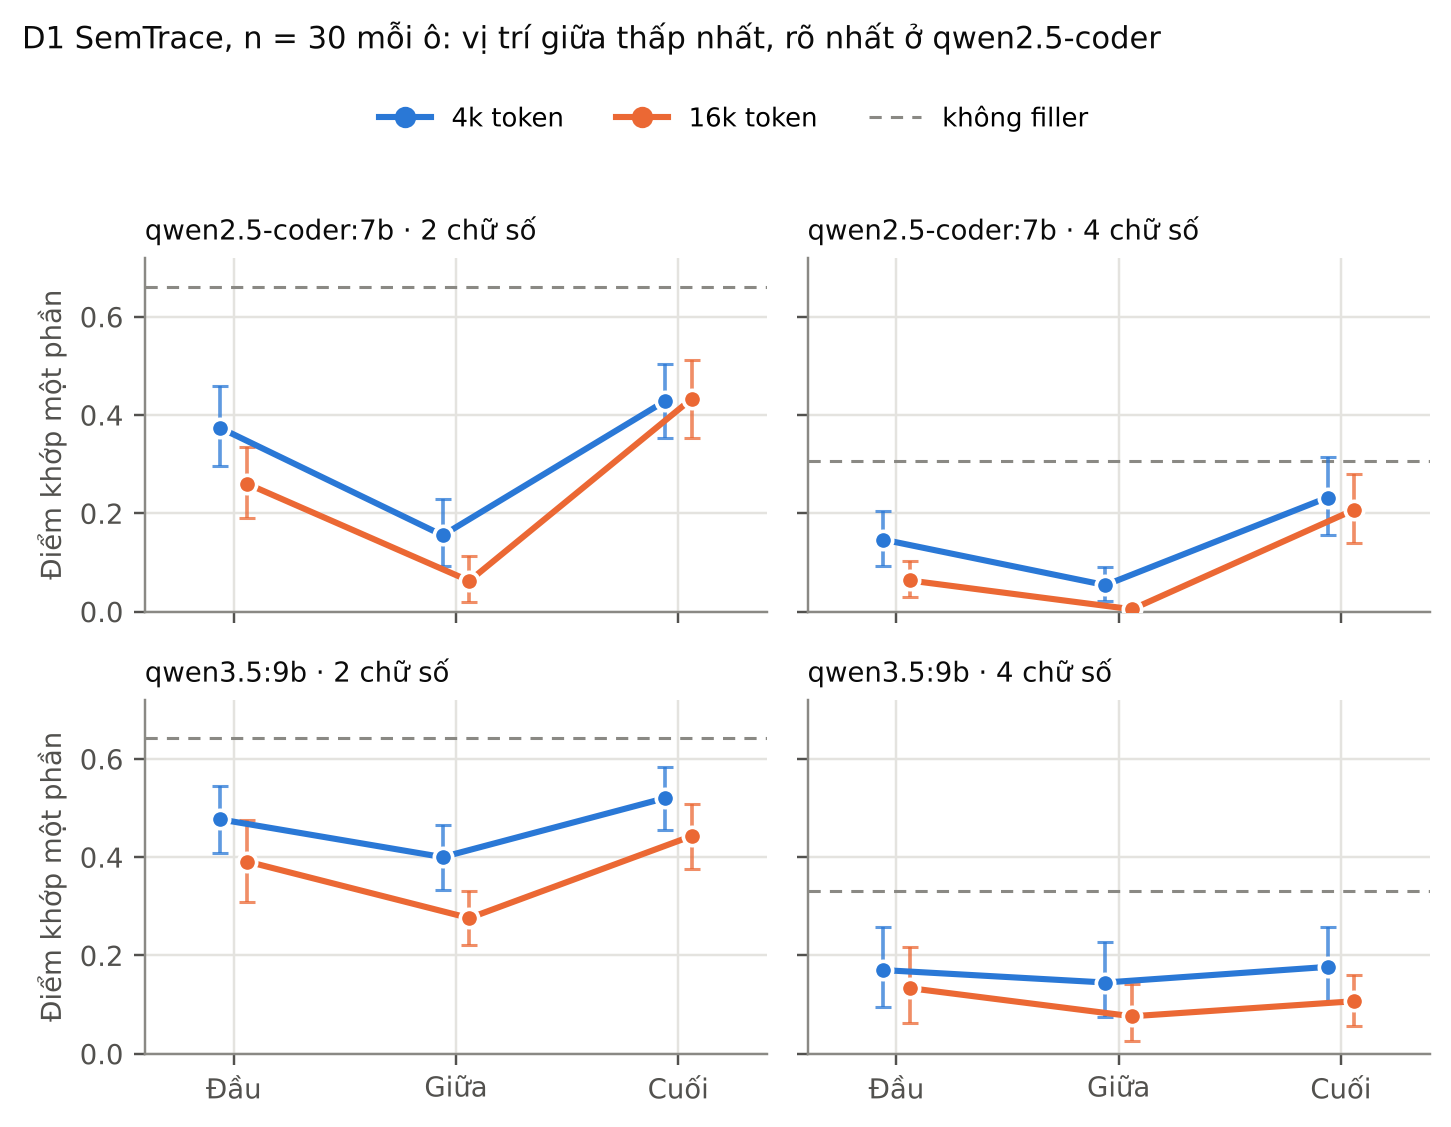 D1 SemTrace, n = 30 mỗi ô: vị trí giữa thấp nhất, rõ nhất ở qwen2.5-coder
4k token
16k token
không filler
qwen2.5-coder:7b · 2 chữ số
qwen2.5-coder:7b · 4 chữ số
Điểm khớp một phần
0.6
0.4
0.2
0.0
qwen3.5:9b · 2 chữ số
qwen3.5:9b · 4 chữ số
Điểm khớp một phần
0.6
0.4
0.2
0.0
Đầu
Giữa
Cuối
Đầu
Giữa
Cuối